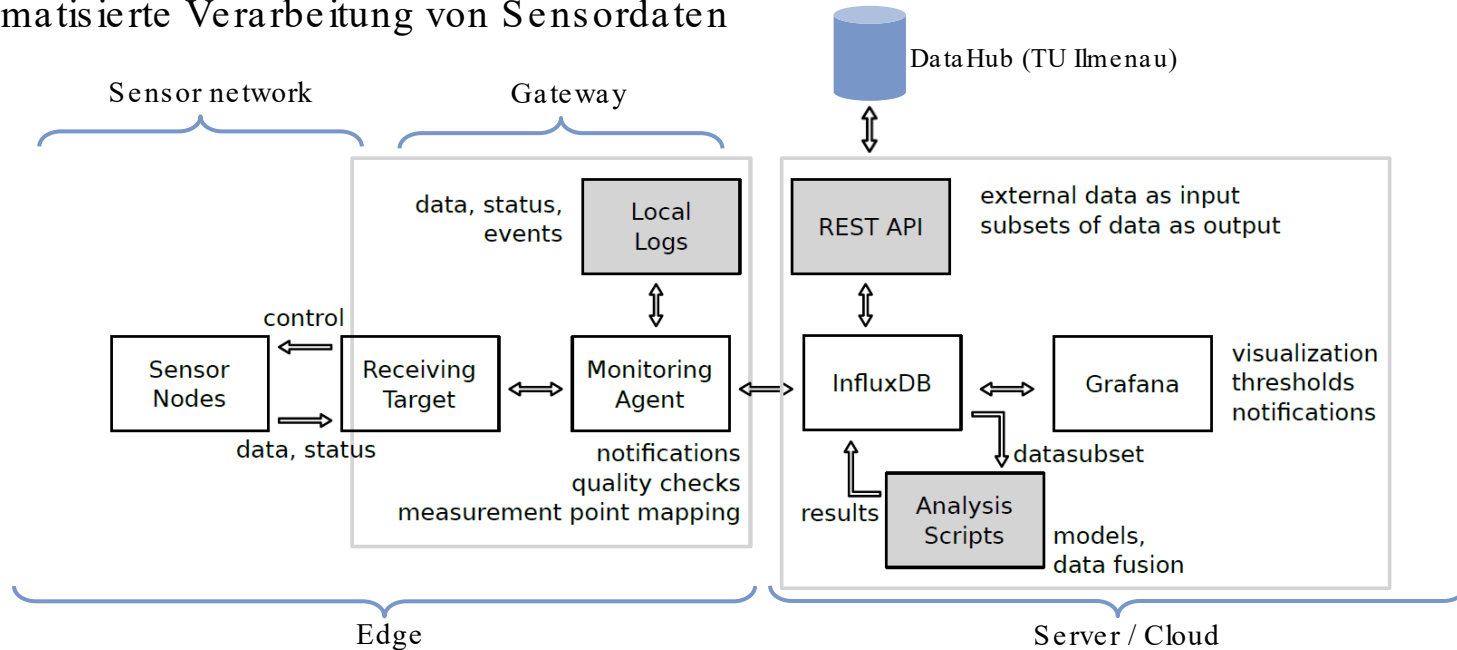 matisierte Verarbeitung von Sensordaten
DataHub (TU Ilmenau)
Sensor network
Gateway
data, status,
events
Local
Logs
REST API
external data as input
subsets of data as output
control
Sensor
Nodes
data, status
Receiving
Target
Monitoring
Agent
notifications
quality checks
measurement point mapping
InfluxDB
Grafana
visualization
thresholds
notifications
datasubset
results
Analysis
Scripts
models,
data fusion
Edge
Server / Cloud